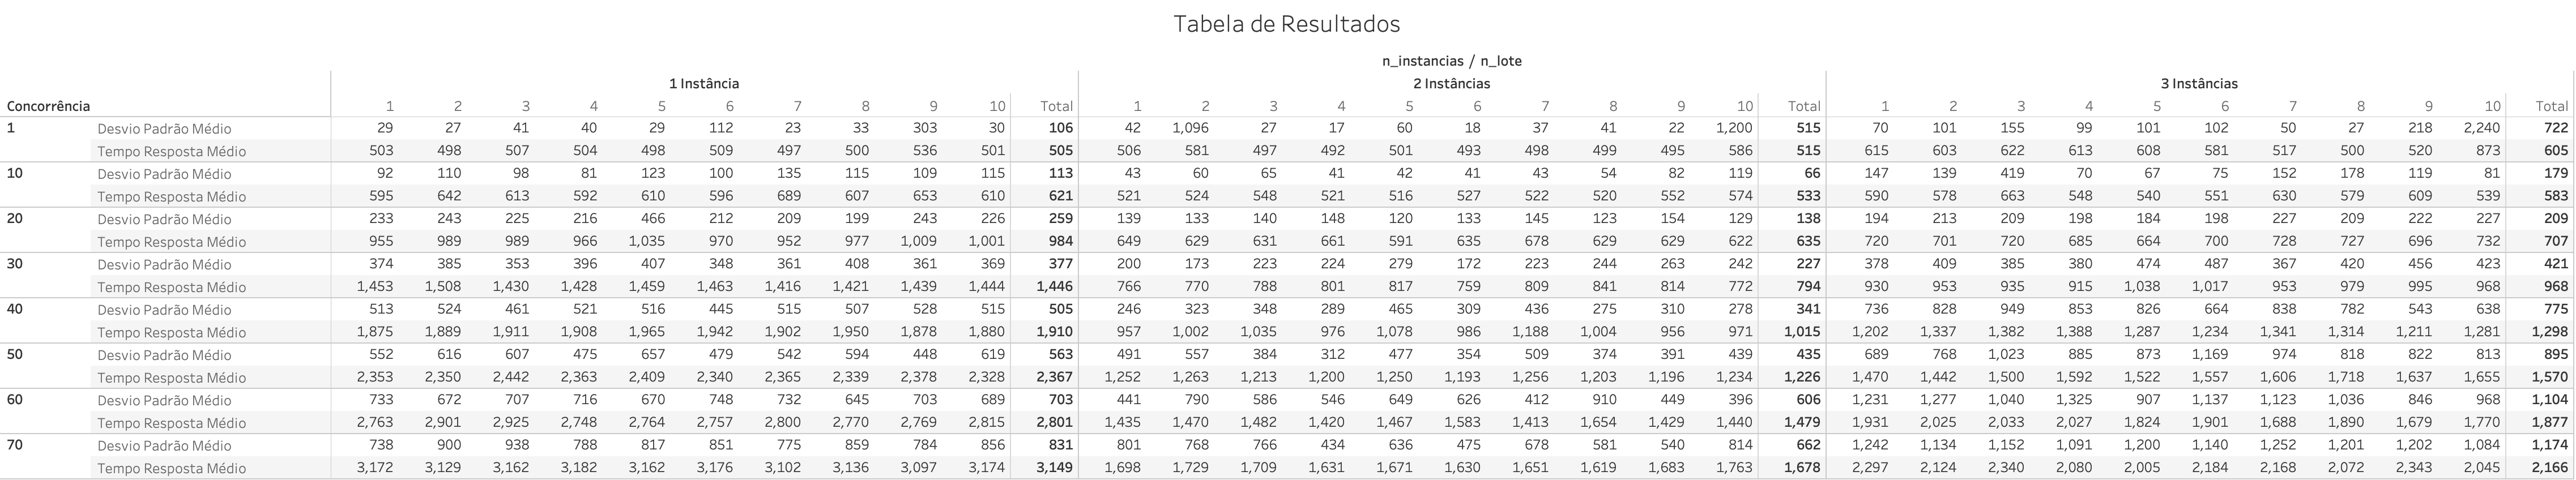 Tabela de Resultados
n_instancias / n_lote
1 Instância 2 Instâncias 3 Instâncias
Concorrência 1 2 3 4 5 6 7 8 9 10 Total 1 2 3 4 5 6 7 8 9 10 Total 1 2 3 4 5 6 7 8 9 10 Total
1 Desvio Padrão Médio 29 27 41 40 29 112 23 33 303 30 106 42 1,096 27 17 60 18 37 41 22 1,200 515 70 101 155 99 101 102 50 27 218 2,240 722
Tempo Resposta Médio 503 498 507 504 498 509 497 500 536 501 505 506 581 497 492 501 493 498 499 495 586 515 615 603 622 613 608 581 517 500 520 873 605
10 Desvio Padrão Médio 92 110 98 81 123 100 135 115 109 115 113 43 60 65 41 42 41 43 54 82 119 66 147 139 419 70 67 75 152 178 119 81 179
Tempo Resposta Médio 595 642 613 592 610 596 689 607 653 610 621 521 524 548 521 516 527 522 520 552 574 533 590 578 663 548 540 551 630 579 609 539 583
20 Desvio Padrão Médio 233 243 225 216 466 212 209 199 243 226 259 139 133 140 148 120 133 145 123 154 129 138 194 213 209 198 184 198 227 209 222 227 209
Tempo Resposta Médio 955 989 989 966 1,035 970 952 977 1,009 1,001 984 649 629 631 661 591 635 678 629 629 622 635 720 701 720 685 664 700 728 727 696 732 707
30 Desvio Padrão Médio 374 385 353 396 407 348 361 408 361 369 377 200 173 223 224 279 172 223 244 263 242 227 378 409 385 380 474 487 367 420 456 423 421
Tempo Resposta Médio 1,453 1,508 1,430 1,428 1,459 1,463 1,416 1,421 1,439 1,444 1,446 766 770 788 801 817 759 809 841 814 772 794 930 953 935 915 1,038 1,017 953 979 995 968 968
40 Desvio Padrão Médio 513 524 461 521 516 445 515 507 528 515 505 246 323 348 289 465 309 436 275 310 278 341 736 828 949 853 826 664 838 782 543 638 775
Tempo Resposta Médio 1,875 1,889 1,911 1,908 1,965 1,942 1,902 1,950 1,878 1,880 1,910 957 1,002 1,035 976 1,078 986 1,188 1,004 956 971 1,015 1,202 1,337 1,382 1,388 1,287 1,234 1,341 1,314 1,211 1,281 1,298
50 Desvio Padrão Médio 552 616 607 475 657 479 542 594 448 619 563 491 557 384 312 477 354 509 374 391 439 435 689 768 1,023 885 873 1,169 974 818 822 813 895
Tempo Resposta Médio 2,353 2,350 2,442 2,363 2,409 2,340 2,365 2,339 2,378 2,328 2,367 1,252 1,263 1,213 1,200 1,250 1,193 1,256 1,203 1,196 1,234 1,226 1,470 1,442 1,500 1,592 1,522 1,557 1,606 1,718 1,637 1,655 1,570
60 Desvio Padrão Médio 733 672 707 716 670 748 732 645 703 689 703 441 790 586 546 649 626 412 910 449 396 606 1,231 1,277 1,040 1,325 907 1,137 1,123 1,036 846 968 1,104
Tempo Resposta Médio 2,763 2,901 2,925 2,748 2,764 2,757 2,800 2,770 2,769 2,815 2,801 1,435 1,470 1,482 1,420 1,467 1,583 1,413 1,654 1,429 1,440 1,479 1,931 2,025 2,033 2,027 1,824 1,901 1,688 1,890 1,679 1,770 1,877
70 Desvio Padrão Médio 738 900 938 788 817 851 775 859 784 856 831 801 768 766 434 636 475 678 581 540 814 662 1,242 1,134 1,152 1,091 1,200 1,140 1,252 1,201 1,202 1,084 1,174
Tempo Resposta Médio 3,172 3,129 3,162 3,182 3,162 3,176 3,102 3,136 3,097 3,174 3,149 1,698 1,729 1,709 1,631 1,671 1,630 1,651 1,619 1,683 1,763 1,678 2,297 2,124 2,340 2,080 2,005 2,184 2,168 2,072 2,343 2,045 2,166